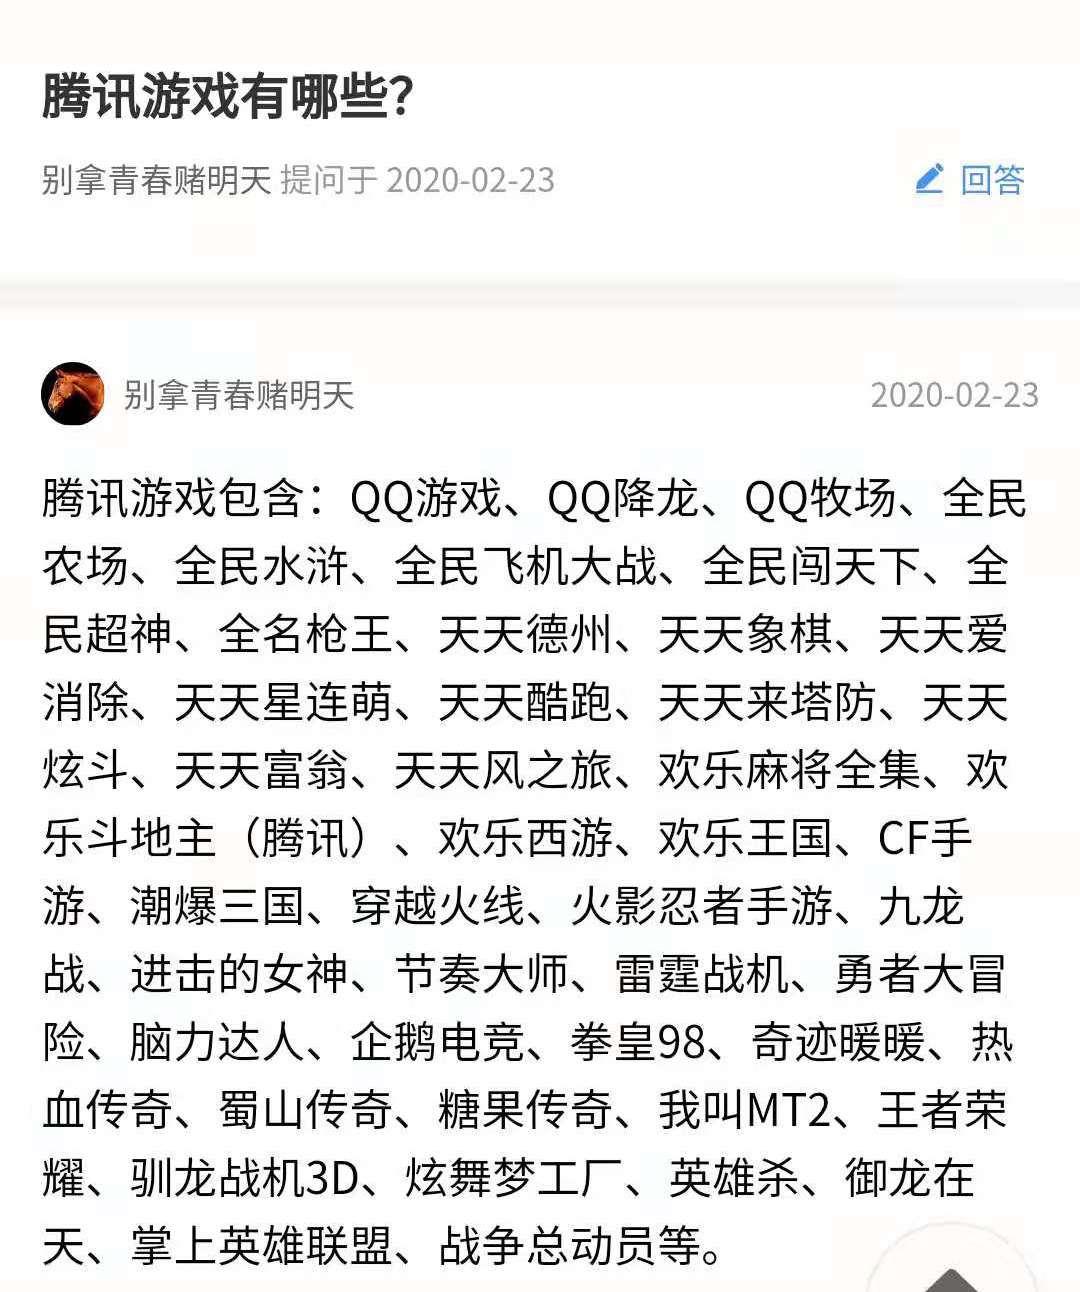 腾讯游戏有哪些?
别拿青春赌明天 提问于 2020-02-23
回答
别拿青春赌明天
2020-02-23
腾讯游戏包含：QQ游戏、QQ降龙、QQ牧场、全民
农场、全民水浒、全民飞机大战、全民闯天下、全
民超神、全名枪王、天天德州、天天象棋、天天爱
消除、天天星连萌、天天酷跑、天天来塔防、天天
炫斗、天天富翁、天天风之旅、欢乐麻将全集、欢
乐斗地主（腾讯）、欢乐西游、欢乐王国、CF手
游、潮爆三国、穿越火线、火影忍者手游、九龙
战、进击的女神、节奏大师、雷霆战机、勇者大冒
险、脑力达人、企鹅电竞、拳皇98、奇迹暖暖、热
血传奇、蜀山传奇、糖果传奇、我叫MT2、王者荣
耀、驯龙战机3D、炫舞梦工厂、英雄杀、御龙在
天、掌上英雄联盟、战争总动员等。